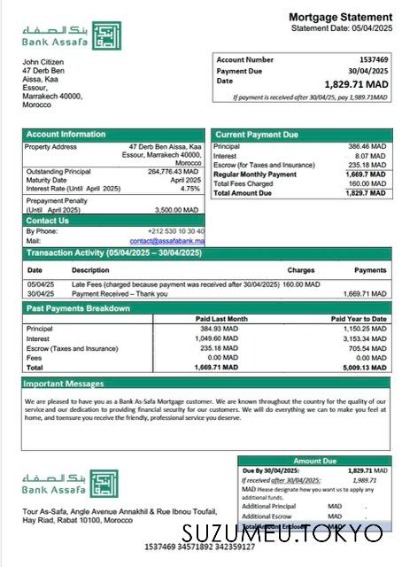 Mortgage Statement
Statement Date: 05/04/2025
بنك الصفاء
Bank Assafa
John Citizen
47 Derb Ben
Aissa, Kaa
Essour,
Marrakech 40000,
Morocco
Account Number 1537469
Payment Due 30/04/2025
Date 1,829.71 MAD
If payment is received after 30/04/25, pay 1,989.71MAD
Account Information
Property Address 47 Derb Ben Aissa, Kaa
Essour, Marrakech 40000,
Morocco
Outstanding Principal 264,776.43 MAD
Maturity Date April 2025
Interest Rate (Until April 2025) 4.75%
Prepayment Penalty
(Until April 2025) 3,500.00 MAD
Contact Us
By Phone: +212 530 10 30 40
Mail: contact@assafabank.ma
Current Payment Due
Principal 386.46 MAD
Interest 8.07 MAD
Escrow (for Taxes and Insurance) 235.18 MAD
Regular Monthly Payment 1,669.7 MAD
Total Fees Charged 160.00 MAD
Total Amount Due 1,829.7 MAD
Transaction Activity (05/04/2025 – 30/04/2025)
Date Description Charges Payments
05/04/25 Late Fees (charged because payment was received after 30/04/2025) 160.00 MAD
30/04/25 Payment Received – Thank you 1,669.71 MAD
Past Payments Breakdown
Paid Last Month Paid Year to Date
Principal 384.93 MAD 1,150.25 MAD
Interest 1,049.60 MAD 3,153.34 MAD
Escrow (Taxes and Insurance) 235.18 MAD 705.54 MAD
Fees 0.00 MAD 0.00 MAD
Total 1,669.71 MAD 5,009.13 MAD
Important Messages
We are pleased to have you as a Bank As-Safa Mortgage customer. We are known throughout the country for the quality of our
service and our dedication to providing financial security for our customers. We will do everything we can to make you feel at
home, and toensure you receive the friendly, professional service you deserve.
بنك الصفاء
Bank Assafa
Tour As-Safa, Angle Avenue Annakhil & Rue Ibnou Toufail,
Hay Riad, Rabat 10100, Morocco
Amount Due
Due By 30/04/2025: 1,829.71 MAD
If received after 30/04/2025: 1,989.71
MAD Please designate how you want us to apply any
additional funds.
Additional Principal MAD .
Additional Escrow MAD .
Total Amount Enclosed MAD
SUZUMEU.TOKYO
1537469 34571892 342359127